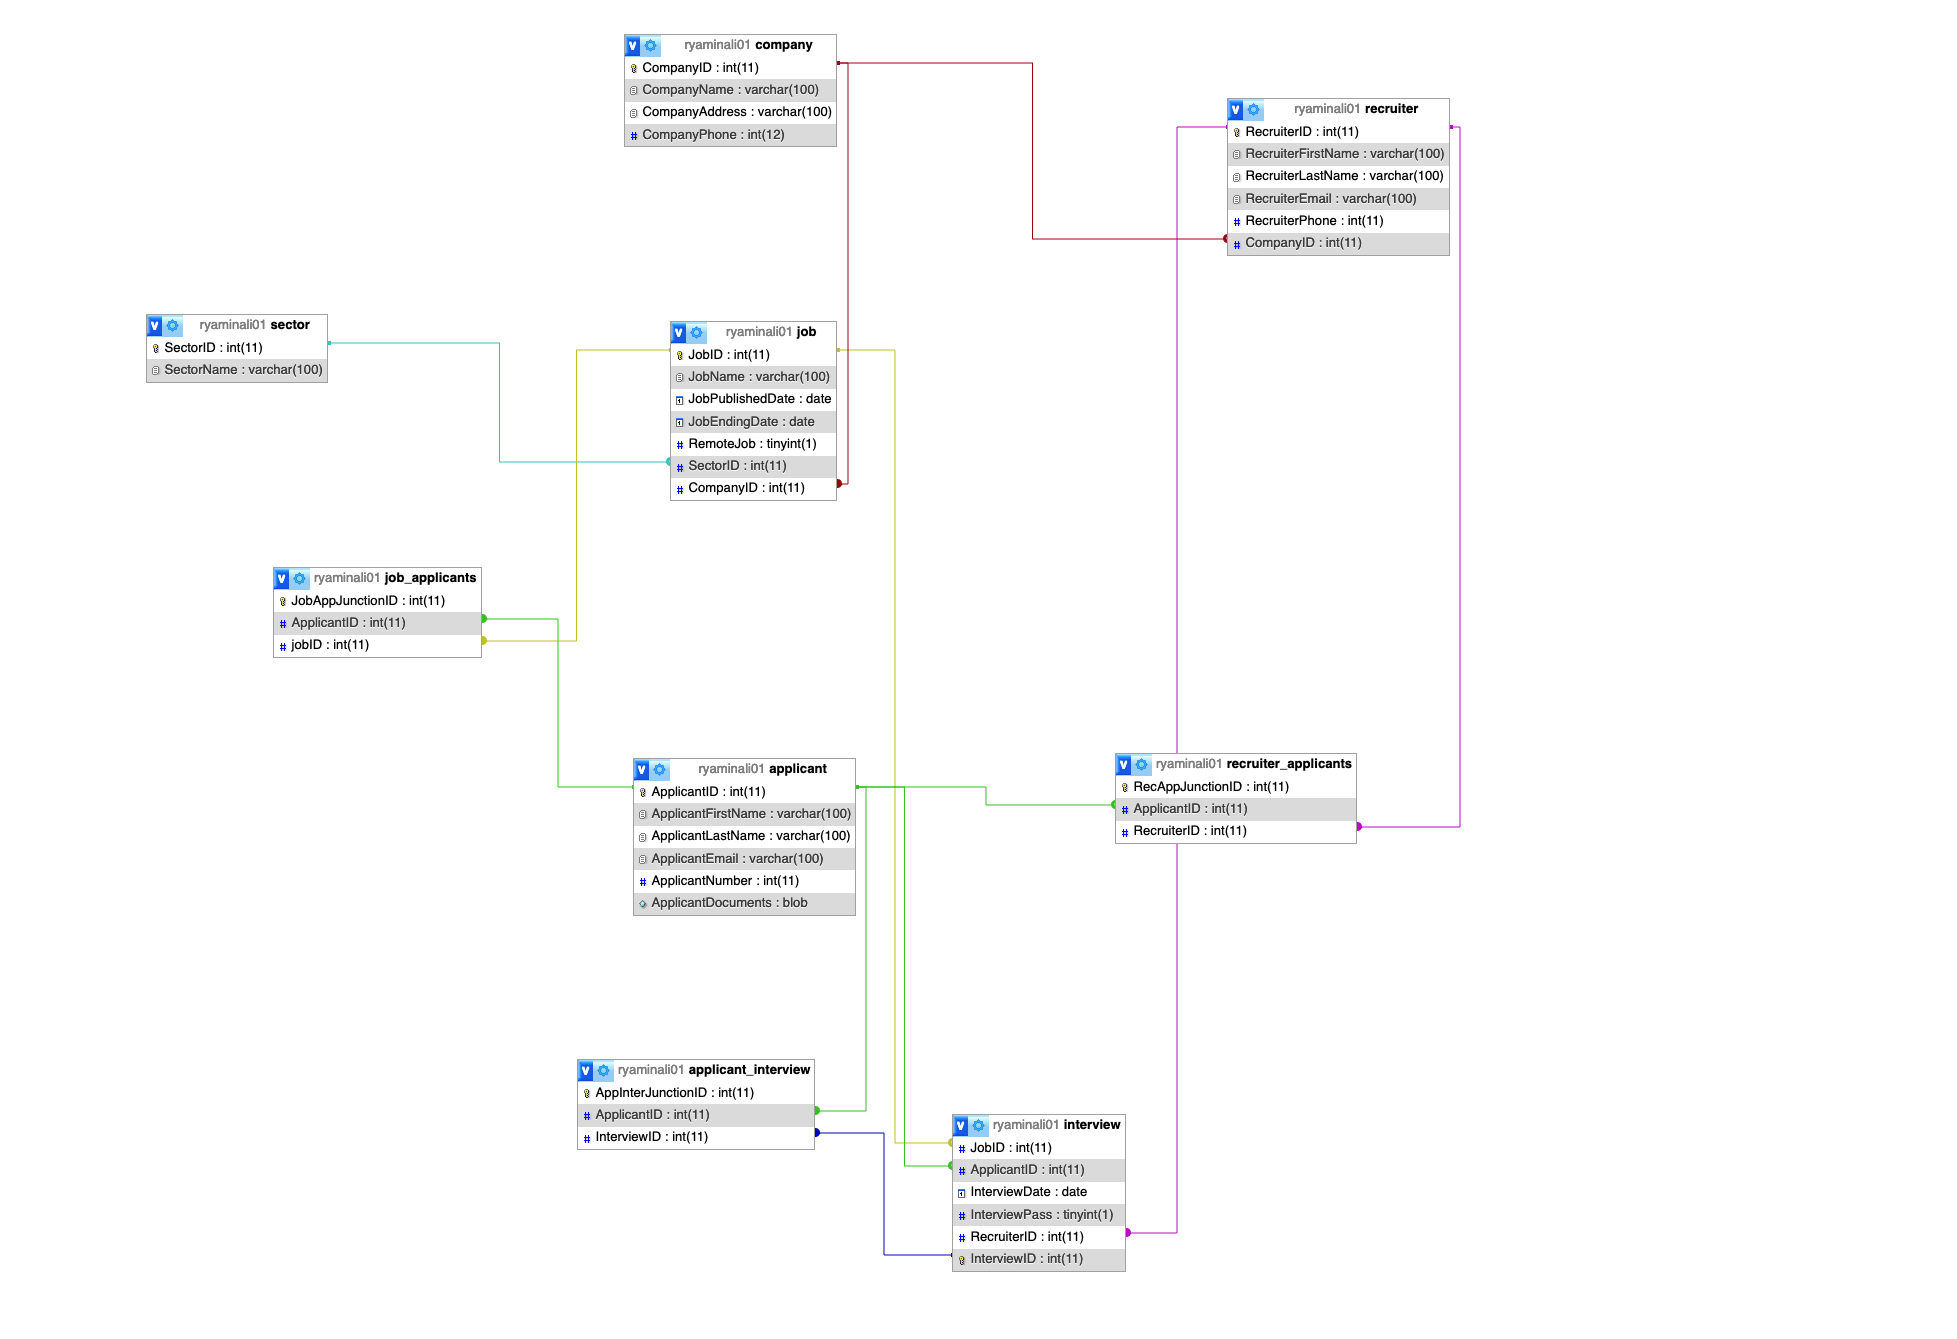 ryaminali01 company
CompanyID : int(11)
CompanyName : varchar(100)
CompanyAddress : varchar(100)
CompanyPhone : int(12)
ryaminali01 recruiter
RecruiterID : int(11)
RecruiterFirstName : varchar(100)
RecruiterLastName : varchar(100)
RecruiterEmail : varchar(100)
RecruiterPhone : int(11)
CompanyID : int(11)
ryaminali01 sector
SectorID : int(11)
SectorName : varchar(100)
ryaminali01 job
JobID : int(11)
JobName : varchar(100)
JobPublishedDate : date
JobEndingDate : date
RemoteJob : tinyint(1)
SectorID : int(11)
CompanyID : int(11)
ryaminali01 job_applicants
JobAppJunctionID : int(11)
ApplicantID : int(11)
jobID : int(11)
ryaminali01 applicant
ApplicantID : int(11)
ApplicantFirstName : varchar(100)
ApplicantLastName : varchar(100)
ApplicantEmail : varchar(100)
ApplicantNumber : int(11)
ApplicantDocuments : blob
ryaminali01 recruiter_applicants
RecAppJunctionID : int(11)
ApplicantID : int(11)
RecruiterID : int(11)
ryaminali01 applicant_interview
AppInterJunctionID : int(11)
ApplicantID : int(11)
InterviewID : int(11)
ryaminali01 interview
JobID : int(11)
ApplicantID : int(11)
InterviewDate : date
InterviewPass : tinyint(1)
RecruiterID : int(11)
InterviewID : int(11)